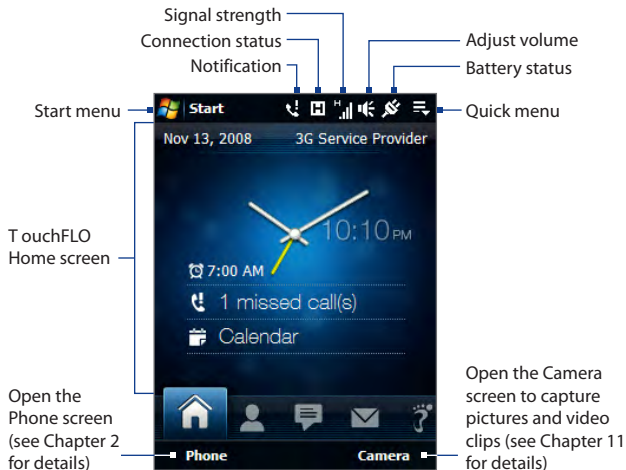 Signal strength
Connection status
Notification
Adjust volume
Battery status
Start menu
Start
H
H
Quick menu
Nov 13, 2008
3G Service Provider
TouchFLO
Home screen
10:10 PM
7:00 AM
1 missed call(s)
Calendar
Open the
Phone screen
(see Chapter 2
for details)
Open the Camera
screen to capture
pictures and video
clips (see Chapter 11
for details)
Phone
Camera